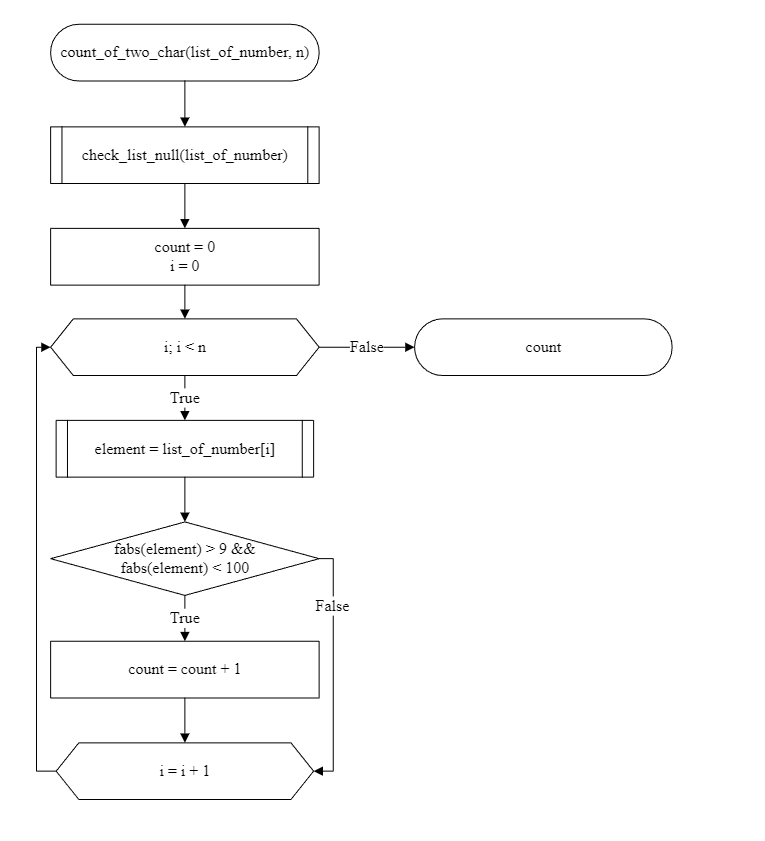 count_of_two_char(list_of_number, n)
check_list_null(list_of_number)
count = 0
i = 0
i; i < n
False
count
True
element = list_of_number[i]
fabs(element) > 9 &&
fabs(element) < 100
False
True
count = count + 1
i = i + 1